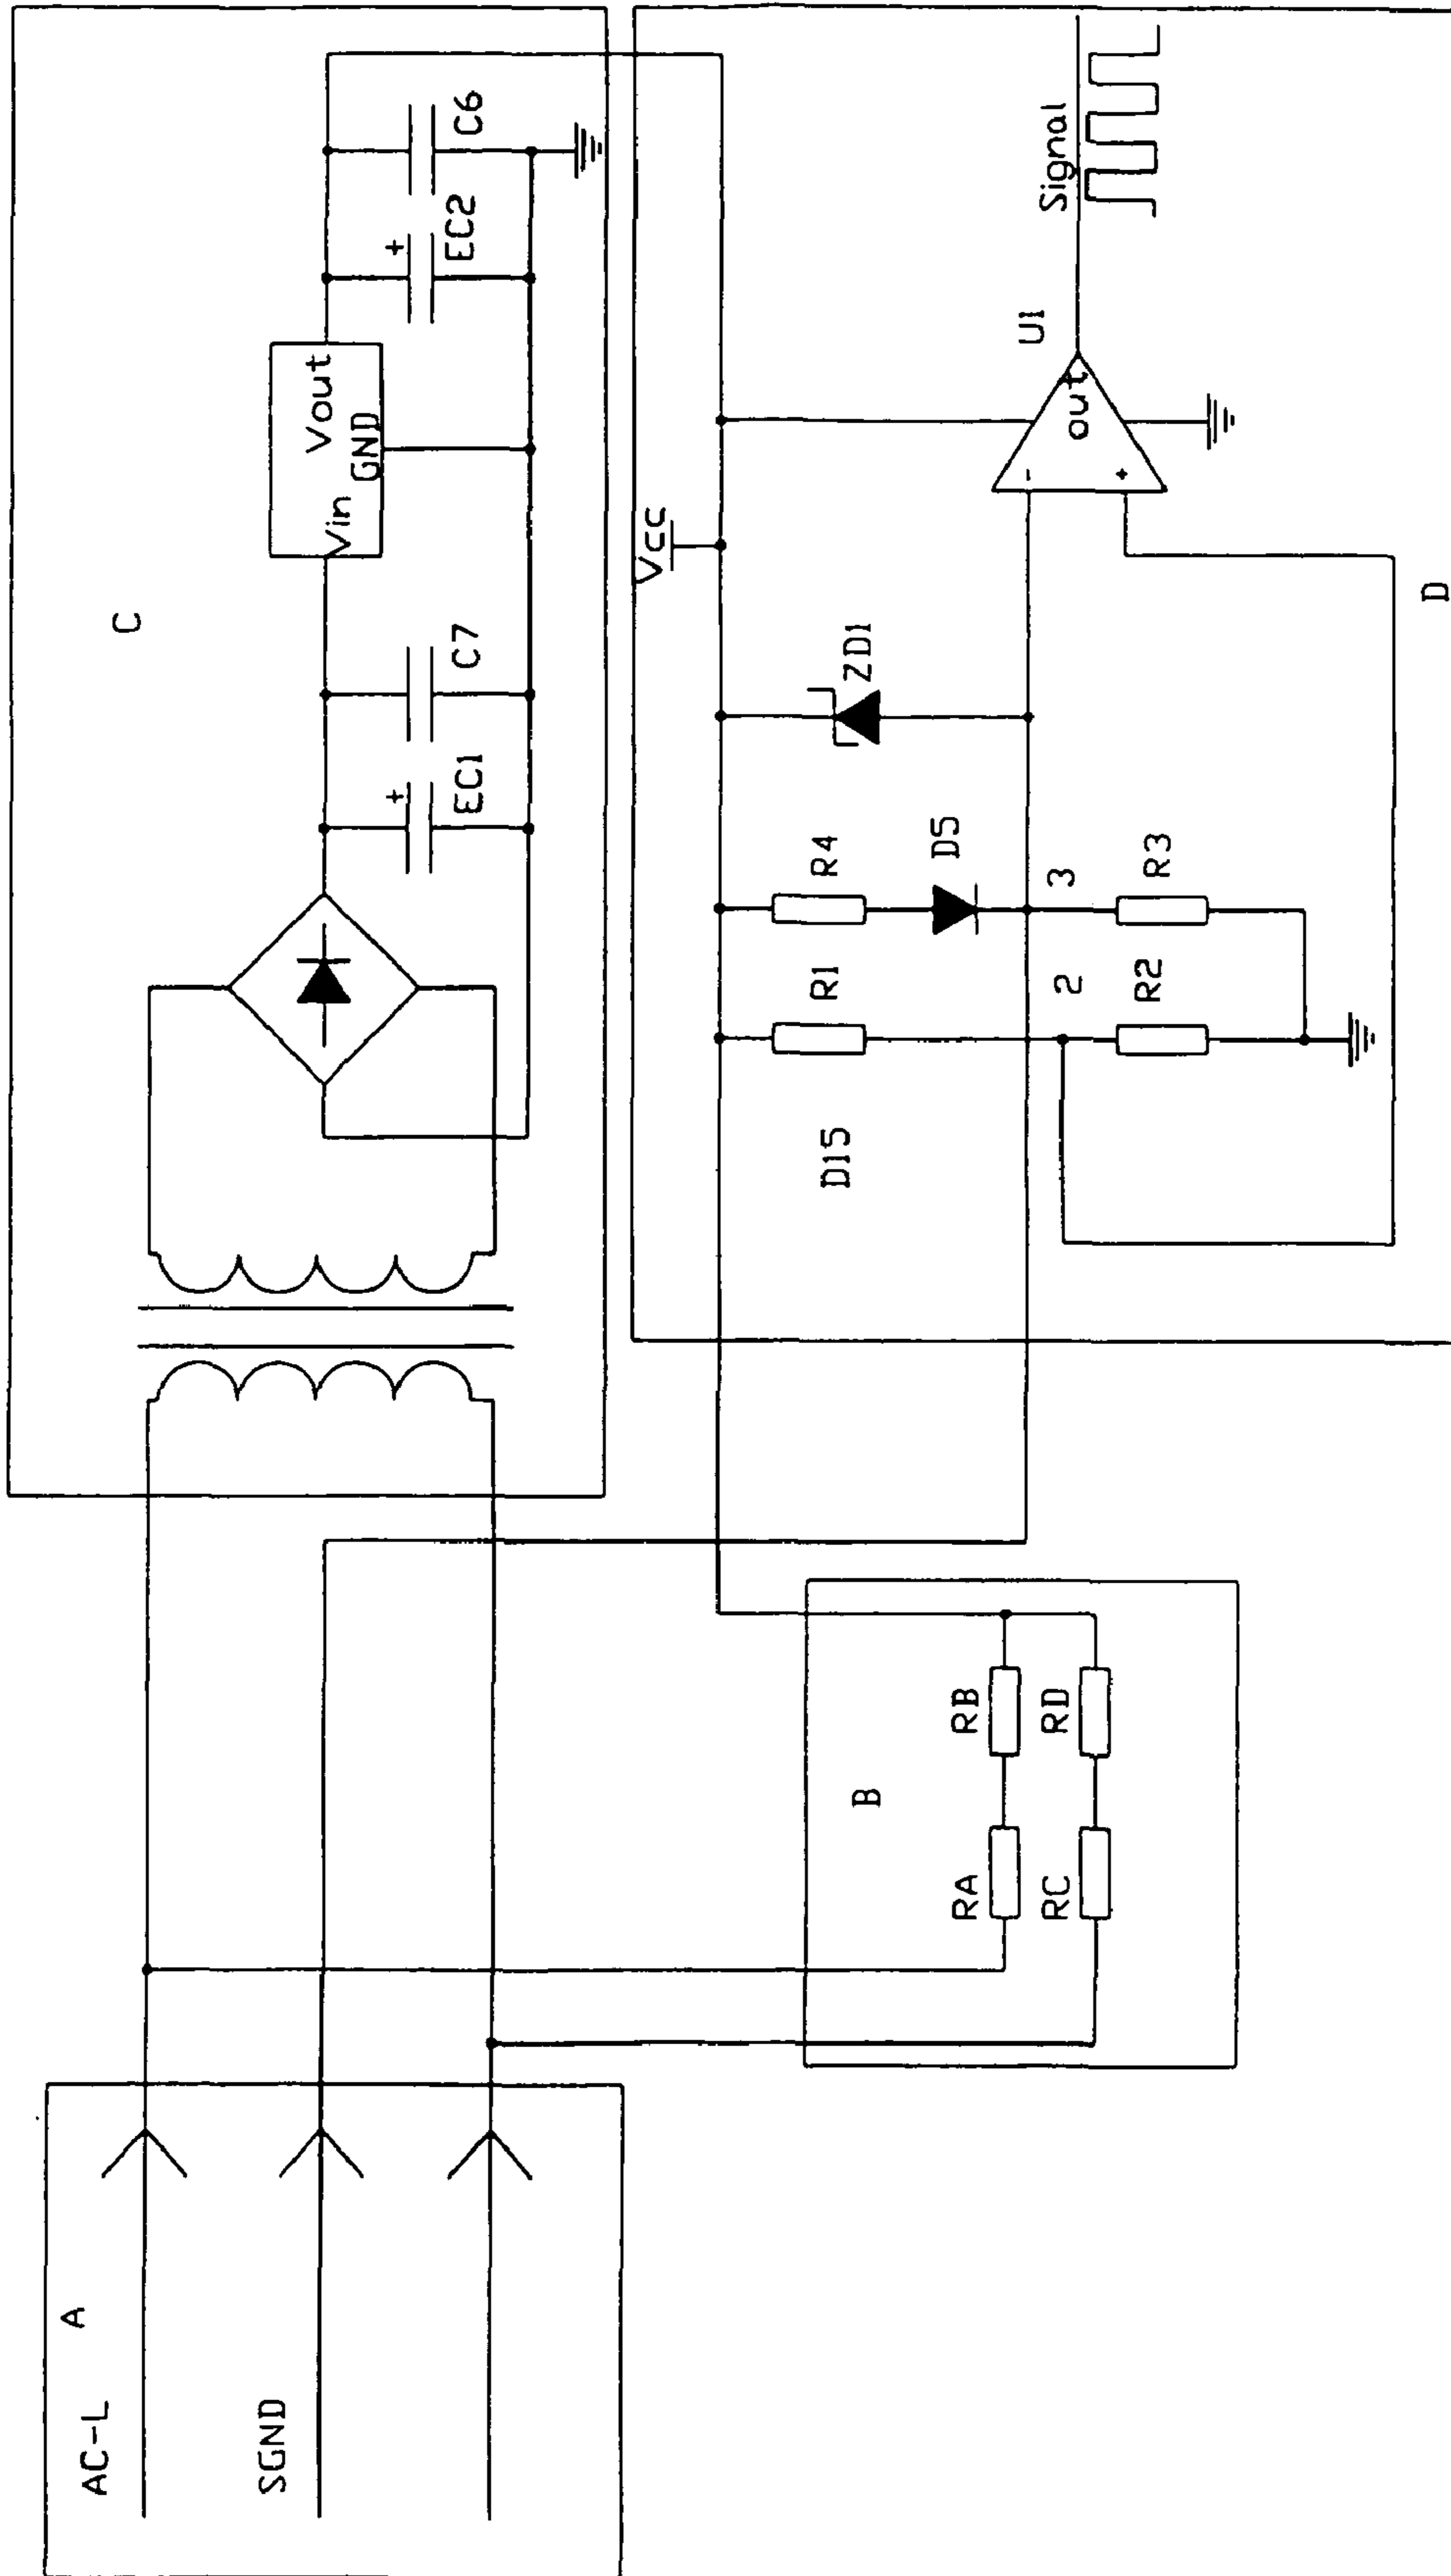 A
AC-L
SGND
B
RA
RB
RC
RD
C
EC1
C7
Vin
Vout
GND
EC2
C6
Vcc
D15
R1
R4
D5
ZD1
2
3
R2
R3
-
+
out
U1
Signal
D
+
+